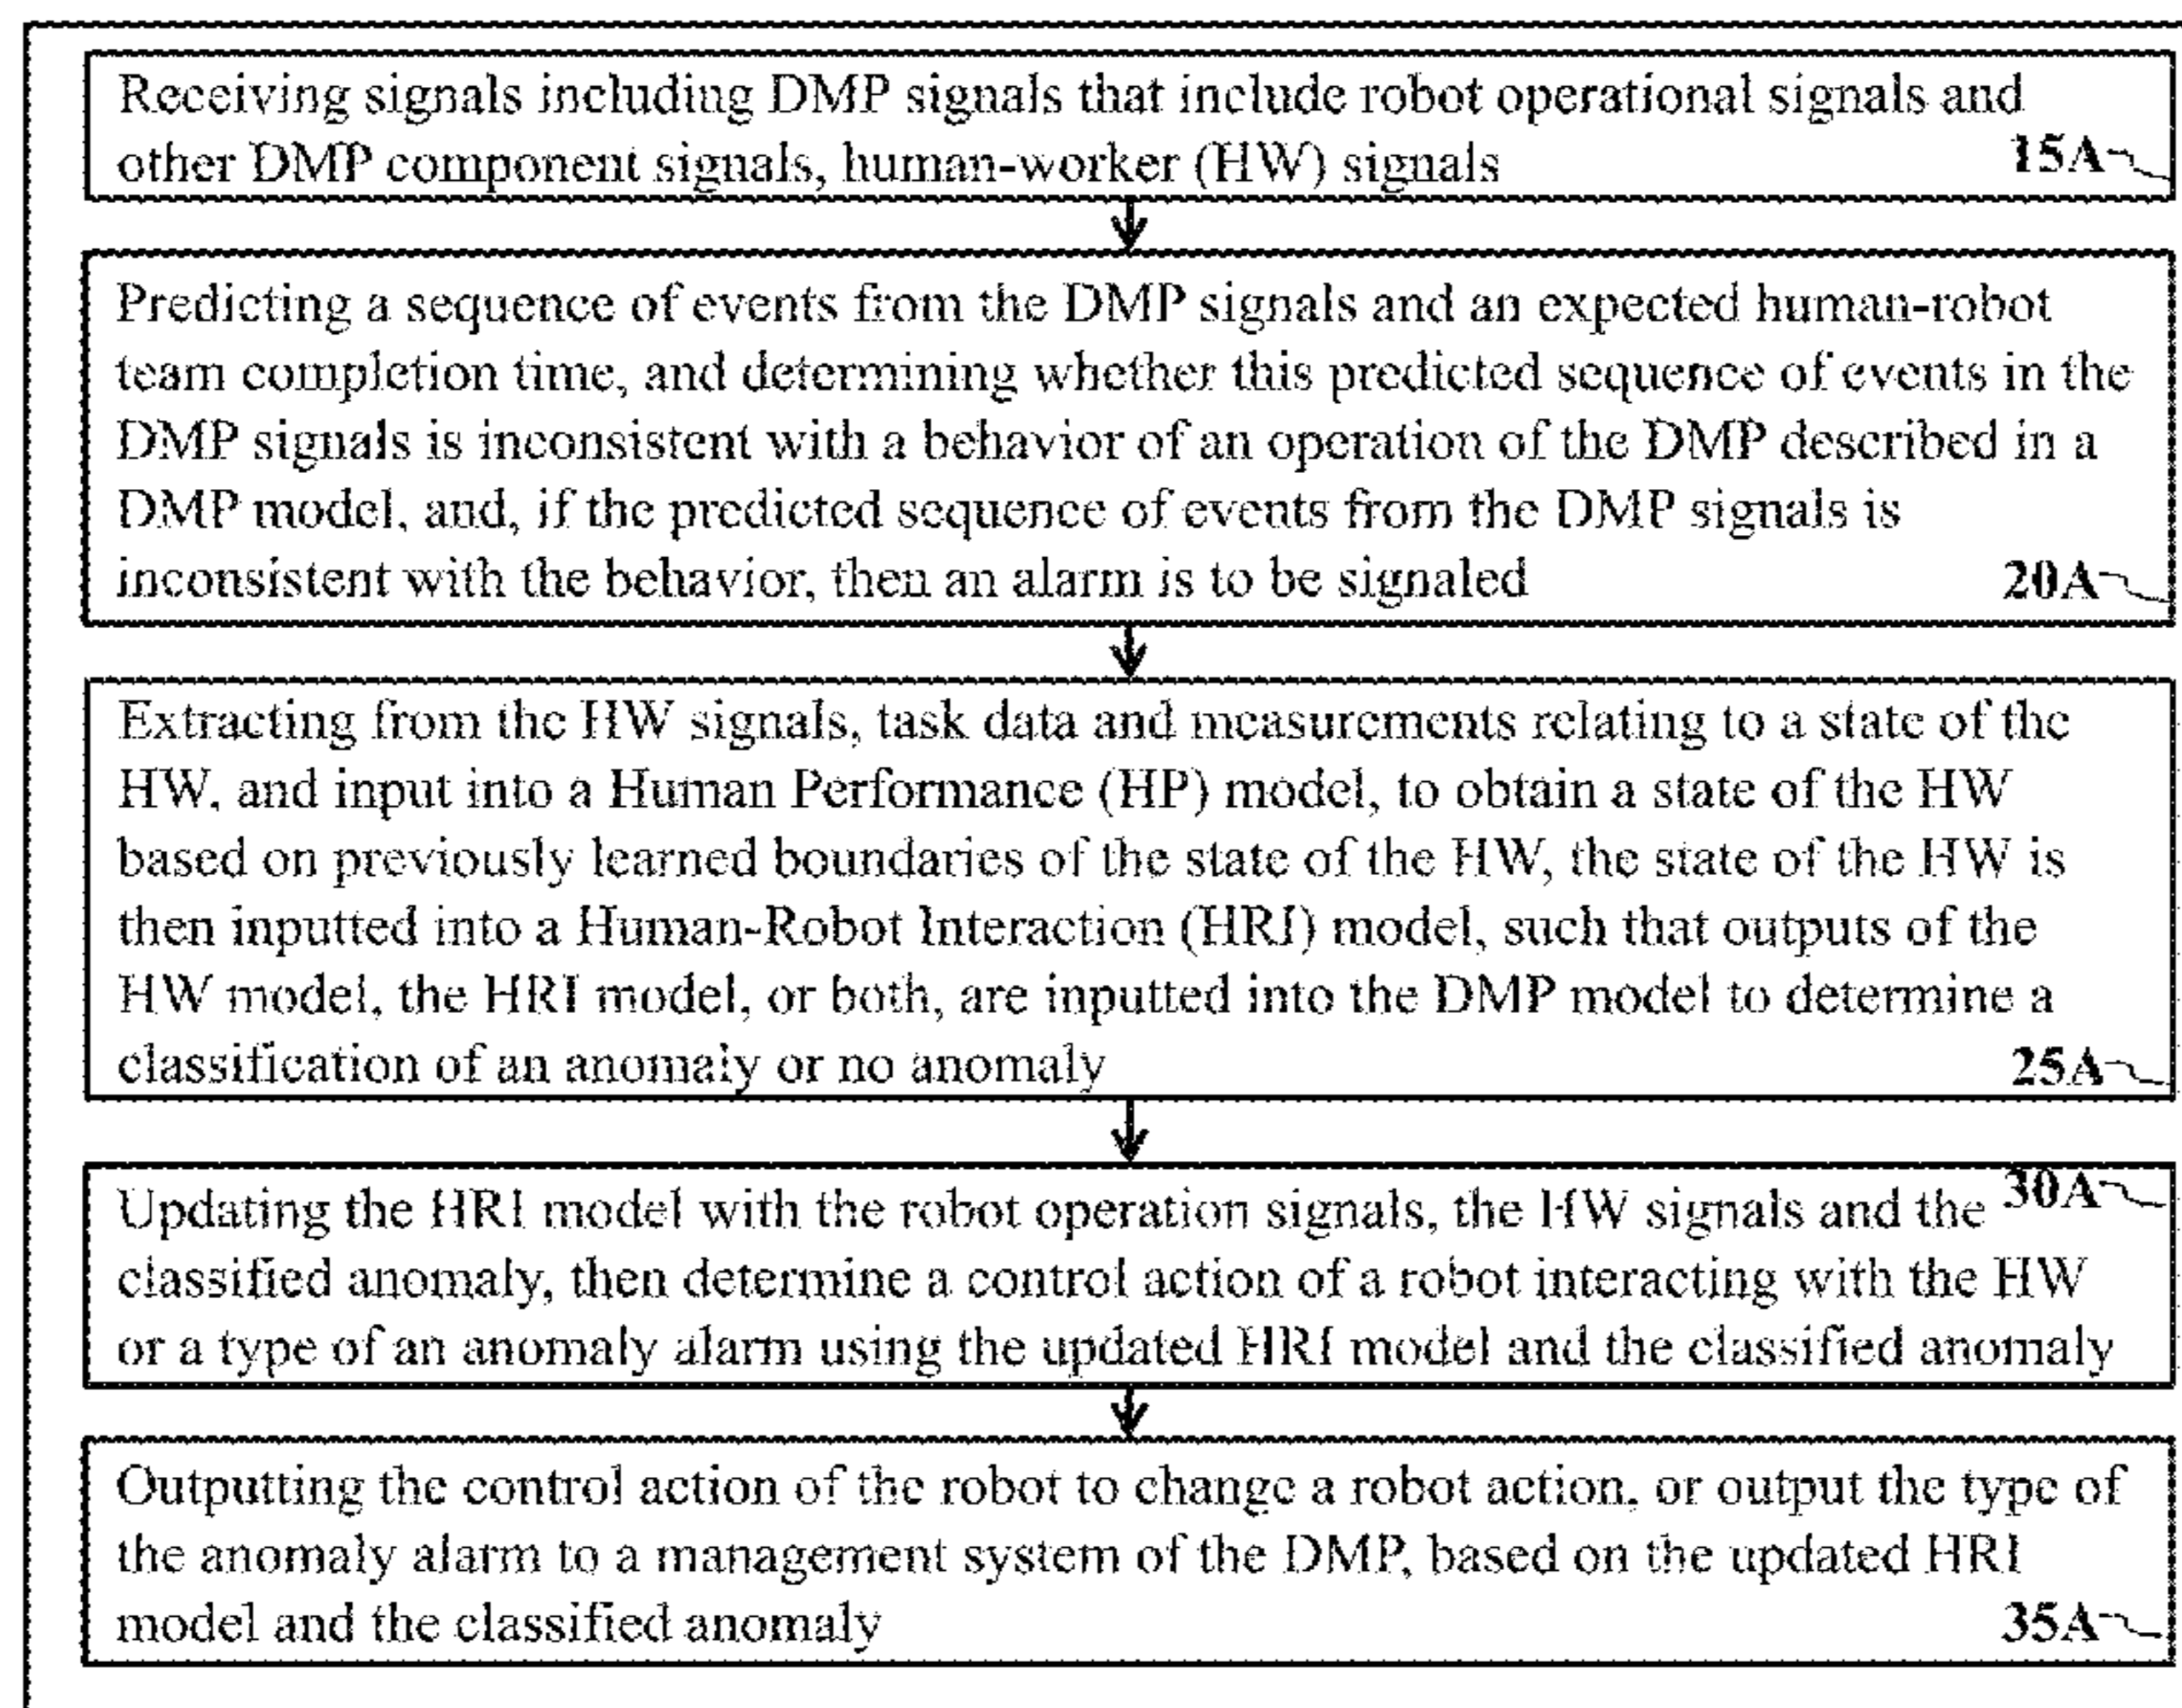 Receiving signals including DMP signals that include robot operational signals and
other DMP component signals, human-worker (HW) signals
15A
Predicting a sequence of events from the DMP signals and an expected human-robot
team completion time, and determining whether this predicted sequence of events in the
DMP signals is inconsistent with a behavior of an operation of the DMP described in a
DMP model, and, if the predicted sequence of events from the DMP signals is
inconsistent with the behavior, then an alarm is to be signaled
20A
Extracting from the HW signals, task data and measurements relating to a state of the
HW, and input into a Human Performance (HP) model, to obtain a state of the HW
based on previously learned boundaries of the state of the HW, the state of the HW is
then inputted into a Human-Robot Interaction (HRI) model, such that outputs of the
HW model, the HRI model, or both, are inputted into the DMP model to determine a
classification of an anomaly or no anomaly
25A
Updating the HRI model with the robot operation signals, the HW signals and the
30A
classified anomaly, then determine a control action of a robot interacting with the HW
or a type of an anomaly alarm using the updated HRI model and the classified anomaly
Outputting the control action of the robot to change a robot action, or output the type of
the anomaly alarm to a management system of the DMP, based on the updated HRI
model and the classified anomaly
35A